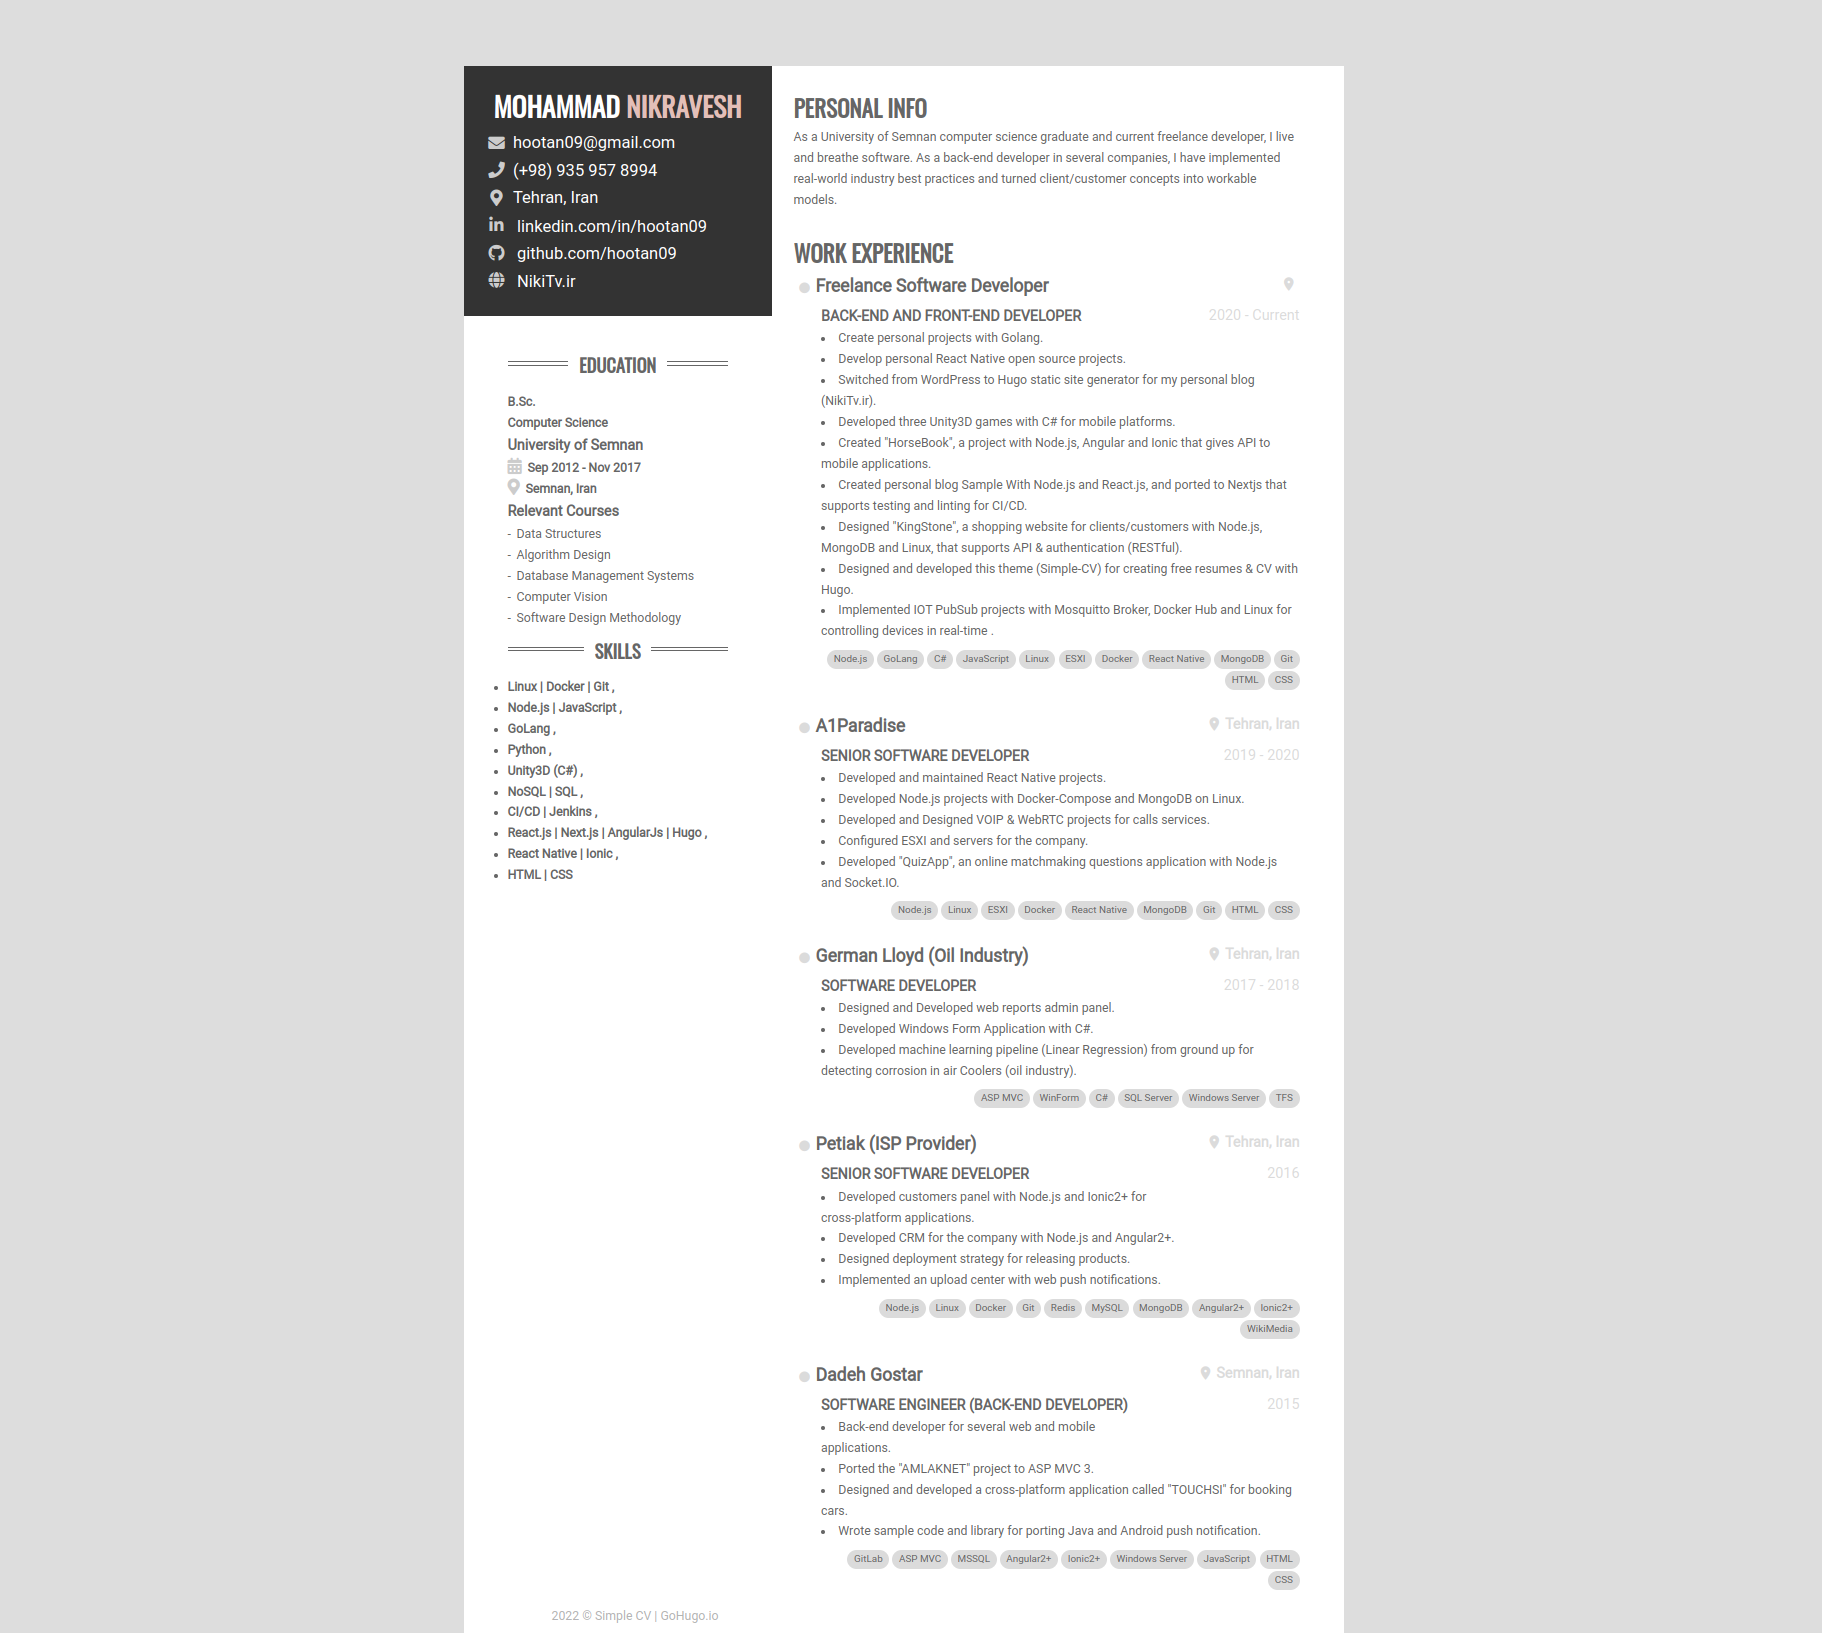 MOHAMMAD NIKRAVESH
hootan09@gmail.com
(+98) 935 957 8994
Tehran, Iran
linkedin.com/in/hootan09
github.com/hootan09
NikiTv.ir
EDUCATION
B.Sc.
Computer Science
University of Semnan
Sep 2012 - Nov 2017
Semnan, Iran
Relevant Courses
- Data Structures
- Algorithm Design
- Database Management Systems
- Computer Vision
- Software Design Methodology
SKILLS
• Linux | Docker | Git ,
• Node.js | JavaScript ,
• GoLang ,
• Python ,
• Unity3D (C#) ,
• NoSQL | SQL ,
• CI/CD | Jenkins ,
• React.js | Next.js | AngularJs | Hugo ,
• React Native | Ionic ,
• HTML | CSS
PERSONAL INFO
As a University of Semnan computer science graduate and current freelance developer, I live
and breathe software. As a back-end developer in several companies, I have implemented
real-world industry best practices and turned client/customer concepts into workable
models.
WORK EXPERIENCE
Freelance Software Developer
BACK-END AND FRONT-END DEVELOPER 2020 - Current
• Create personal projects with Golang.
• Develop personal React Native open source projects.
• Switched from WordPress to Hugo static site generator for my personal blog
(NikiTv.ir).
• Developed three Unity3D games with C# for mobile platforms.
• Created "HorseBook", a project with Node.js, Angular and Ionic that gives API to
mobile applications.
• Created personal blog Sample With Node.js and React.js, and ported to Nextjs that
supports testing and linting for CI/CD.
• Designed "KingStone", a shopping website for clients/customers with Node.js,
MongoDB and Linux, that supports API & authentication (RESTful).
• Designed and developed this theme (Simple-CV) for creating free resumes & CV with
Hugo.
• Implemented IOT PubSub projects with Mosquitto Broker, Docker Hub and Linux for
controlling devices in real-time .
Node.js GoLang C# JavaScript Linux ESXI Docker React Native MongoDB Git
HTML CSS
A1Paradise Tehran, Iran
SENIOR SOFTWARE DEVELOPER 2019 - 2020
• Developed and maintained React Native projects.
• Developed Node.js projects with Docker-Compose and MongoDB on Linux.
• Developed and Designed VOIP & WebRTC projects for calls services.
• Configured ESXI and servers for the company.
• Developed "QuizApp", an online matchmaking questions application with Node.js
and Socket.IO.
Node.js Linux ESXI Docker React Native MongoDB Git HTML CSS
German Lloyd (Oil Industry) Tehran, Iran
SOFTWARE DEVELOPER 2017 - 2018
• Designed and Developed web reports admin panel.
• Developed Windows Form Application with C#.
• Developed machine learning pipeline (Linear Regression) from ground up for
detecting corrosion in air Coolers (oil industry).
ASP MVC WinForm C# SQL Server Windows Server TFS
Petiak (ISP Provider) Tehran, Iran
SENIOR SOFTWARE DEVELOPER 2016
• Developed customers panel with Node.js and Ionic2+ for
cross-platform applications.
• Developed CRM for the company with Node.js and Angular2+.
• Designed deployment strategy for releasing products.
• Implemented an upload center with web push notifications.
Node.js Linux Docker Git Redis MySQL MongoDB Angular2+ Ionic2+
WikiMedia
Dadeh Gostar Semnan, Iran
SOFTWARE ENGINEER (BACK-END DEVELOPER) 2015
• Back-end developer for several web and mobile
applications.
• Ported the "AMLAKNET" project to ASP MVC 3.
• Designed and developed a cross-platform application called "TOUCHSI" for booking
cars.
• Wrote sample code and library for porting Java and Android push notification.
GitLab ASP MVC MSSQL Angular2+ Ionic2+ Windows Server JavaScript HTML
CSS
2022 © Simple CV | GoHugo.io